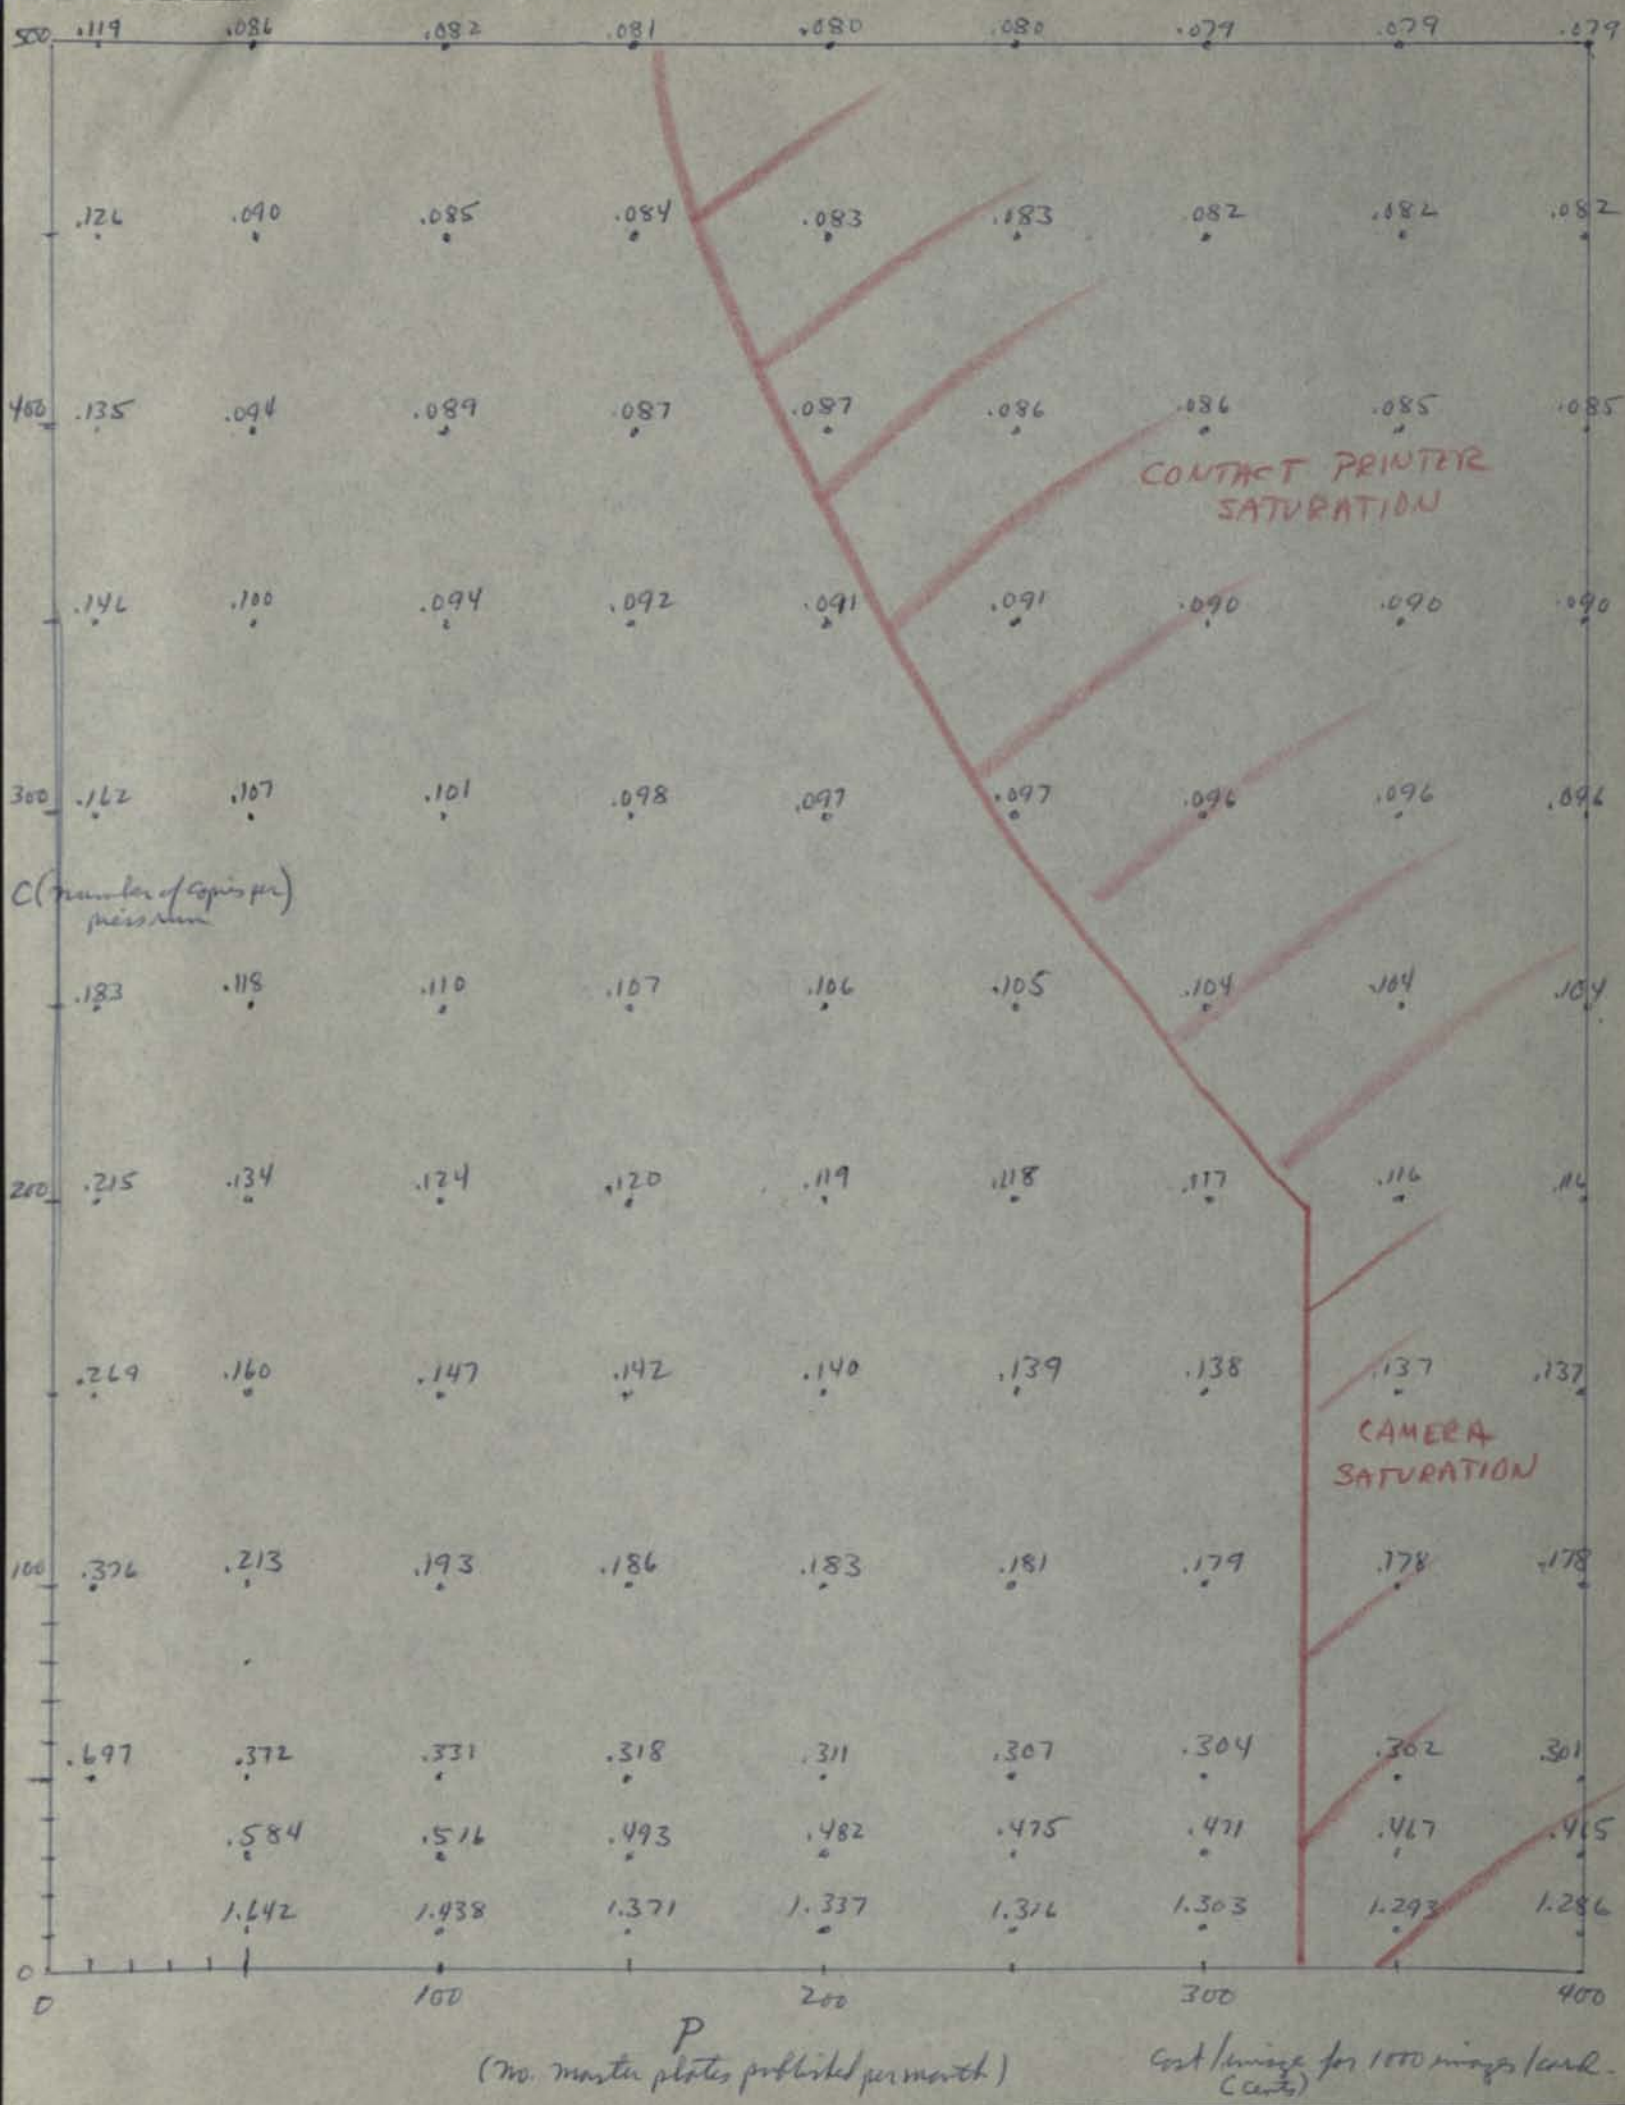 500 .119 .086 .082 .081 .080 .080 .079 .079 .079
.126 .090 .085 .084 .083 .083 .082 .082 .082
400 .135 .094 .089 .087 .087 .086 .086 .085 .085
CONTACT PRINTER
SATURATION
.146 .100 .094 .092 .091 .091 .090 .090 .090
300 .162 .107 .101 .098 .097 .097 .096 .096 .096
C (number of copies per)
press run
.183 .118 .110 .107 .106 .105 .104 .104 .104
200 .215 .134 .124 .120 .119 .118 .117 .116 .116
.269 .160 .147 .142 .140 .139 .138 .137 .137
CAMERA
SATURATION
100 .376 .213 .193 .186 .183 .181 .179 .178 .178
.697 .372 .331 .318 .311 .307 .304 .302 .301
.584 .516 .493 .482 .475 .471 .467 .465
1.642 1.438 1.371 1.337 1.316 1.303 1.293 1.286
0
0 100 200 300 400
P
(no. master plates published per month)
Cost/image for 1000 images/card.
(cents)